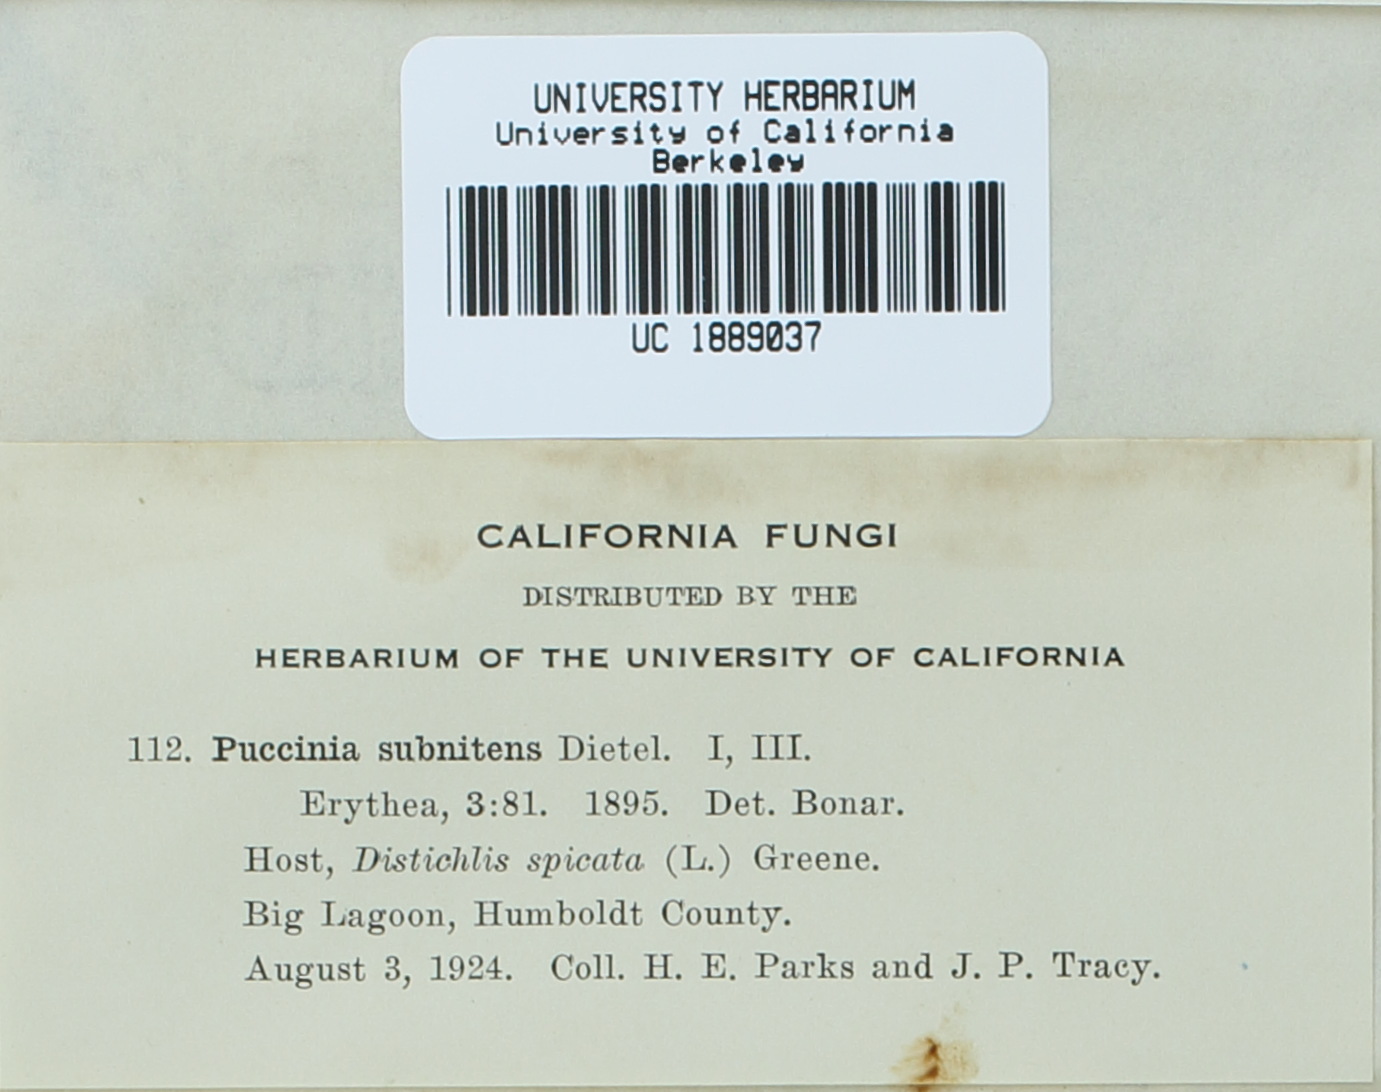 UNIVERSITY HERBARIUM
University of California
Berkeley
UC 1889037
CALIFORNIA FUNGI
DISTRIBUTED BY THE
HERBARIUM OF THE UNIVERSITY OF CALIFORNIA
112. Puccinia subnitens Dietel. I, III.
Erythea, 3:81. 1895. Det. Bonar.
Host, Distichlis spicata (L.) Greene.
Big Lagoon, Humboldt County.
August 3, 1924. Coll. H. E. Parks and J. P. Tracy.